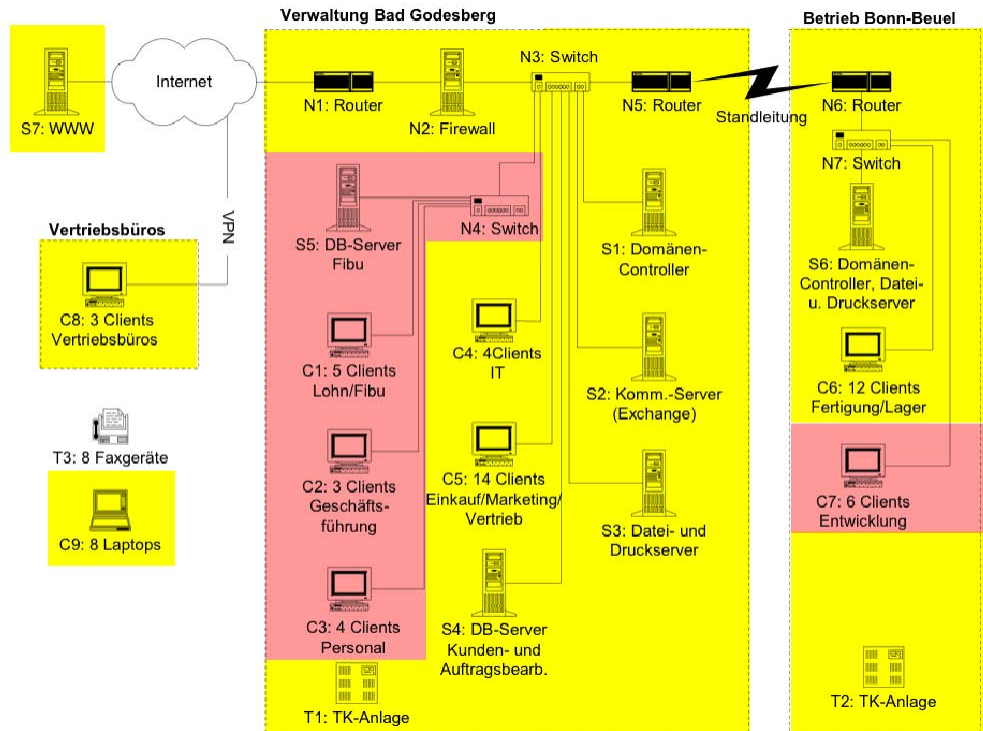 Verwaltung Bad Godesberg
Betrieb Bonn-Beuel
S7: WWW
Internet
N1: Router
N2: Firewall
N3: Switch
N5: Router
Standleitung
N6: Router
N7: Switch
VPN
Vertriebsbüros
C8: 3 Clients
Vertriebsbüros
T3: 8 Faxgeräte
C9: 8 Laptops
S5: DB-Server
Fibu
N4: Switch
C1: 5 Clients
Lohn/Fibu
C2: 3 Clients
Geschäfts-
führung
C3: 4 Clients
Personal
T1: TK-Anlage
C4: 4Clients
IT
C5: 14 Clients
Einkauf/Marketing/
Vertrieb
S4: DB-Server
Kunden- und
Auftragsbearb.
S1: Domänen-
Controller
S2: Komm.-Server
(Exchange)
S3: Datei- und
Druckserver
S6: Domänen-
Controller, Datei-
u. Druckserver
C6: 12 Clients
Fertigung/Lager
C7: 6 Clients
Entwicklung
T2: TK-Anlage